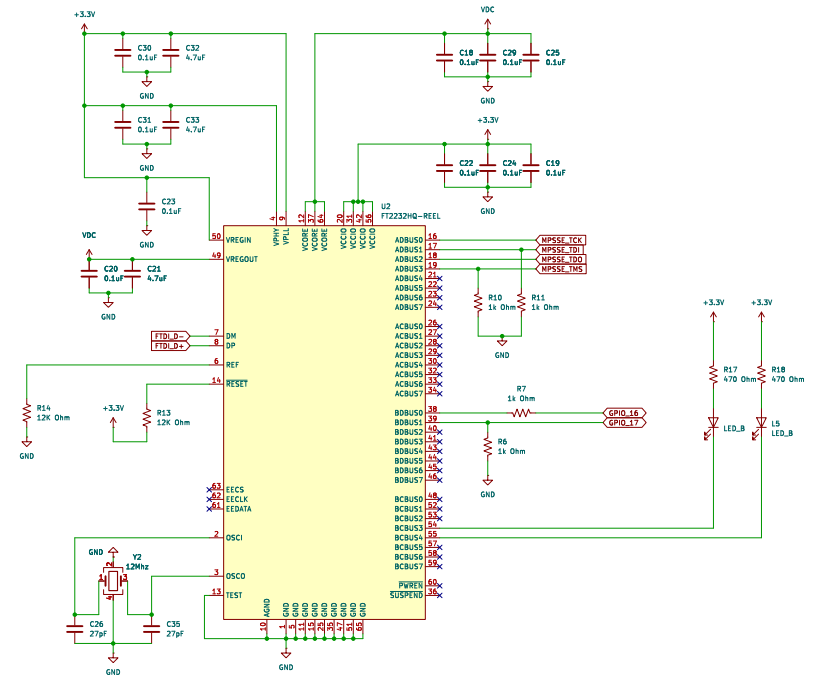 +3.3V
C30
0.1uF
C32
4.7uF
GND
C31
0.1uF
C33
4.7uF
GND
C23
0.1uF
GND
VDC
C20
0.1uF
C21
4.7uF
GND
VDC
C18
0.1uF
C29
0.1uF
C25
0.1uF
GND
+3.3V
C22
0.1uF
C24
0.1uF
C19
0.1uF
GND
U2
FT2232HQ-REEL
4 VPHY
9 VPLL
12 VCORE
37 VCORE
64 VCORE
20 VCCIO
31 VCCIO
42 VCCIO
56 VCCIO
50 VREGIN
49 VREGOUT
FTDI_D- 7 DM
FTDI_D+ 8 DP
6 REF
14 RESET
R14
12K Ohm
GND
+3.3V
R13
12K Ohm
63 EECS
62 EECLK
61 EEDATA
2 OSCI
3 OSCO
13 TEST
GND
Y2
12Mhz
1
2
3
4
C26
27pF
C35
27pF
GND
10 AGND
1 GND
5 GND
11 GND
15 GND
25 GND
35 GND
47 GND
51 GND
65 GND
GND
ADBUS0 16 MPSSE_TCK
ADBUS1 17 MPSSE_TDI
ADBUS2 18 MPSSE_TDO
ADBUS3 19 MPSSE_TMS
ADBUS4 21
ADBUS5 22
ADBUS6 23
ADBUS7 24
R10
1k Ohm
R11
1k Ohm
GND
ACBUS0 26
ACBUS1 27
ACBUS2 28
ACBUS3 29
ACBUS4 30
ACBUS5 32
ACBUS6 33
ACBUS7 34
R7
1k Ohm
BDBUS0 38 GPIO_16
BDBUS1 39 GPIO_17
BDBUS2 40
BDBUS3 41
BDBUS4 43
BDBUS5 44
BDBUS6 45
BDBUS7 46
R6
1k Ohm
GND
BCBUS0 48
BCBUS1 52
BCBUS2 53
BCBUS3 54
BCBUS4 55
BCBUS5 57
BCBUS6 58
BCBUS7 59
PWREN 60
SUSPEND 36
+3.3V
R17
470 Ohm
LED_B
+3.3V
R18
470 Ohm
L5
LED_B